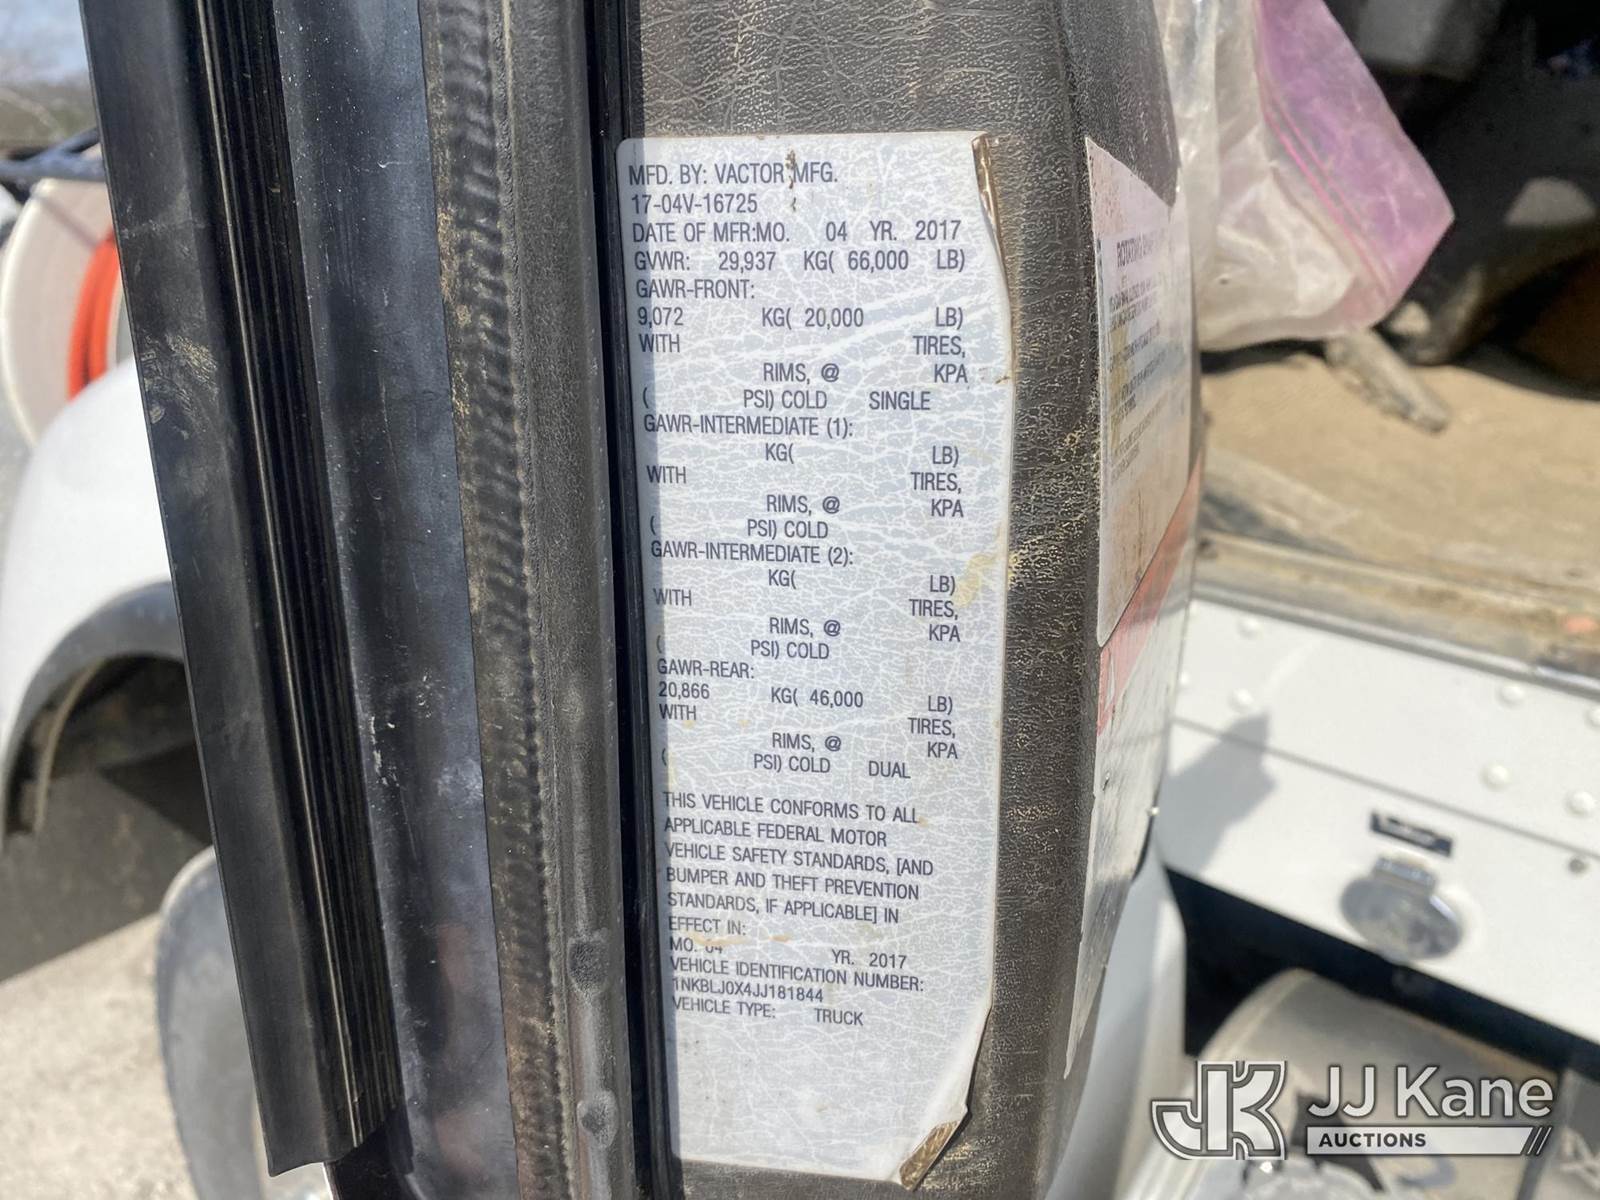 MFD. BY: VACTOR MFG.
17-04V-16725
DATE OF MFR:MO. 04 YR. 2017
GVWR: 29,937 KG( 66,000 LB)
GAWR-FRONT:
9,072 KG( 20,000 LB)
WITH TIRES,
RIMS, @ KPA
( PSI) COLD SINGLE
GAWR-INTERMEDIATE (1):
KG( LB)
WITH TIRES,
RIMS, @ KPA
( PSI) COLD
GAWR-INTERMEDIATE (2):
KG( LB)
WITH TIRES,
RIMS, @ KPA
( PSI) COLD
GAWR-REAR:
20,866 KG( 46,000 LB)
WITH TIRES,
RIMS, @ KPA
( PSI) COLD DUAL
THIS VEHICLE CONFORMS TO ALL
APPLICABLE FEDERAL MOTOR
VEHICLE SAFETY STANDARDS, [AND
BUMPER AND THEFT PREVENTION
STANDARDS, IF APPLICABLE] IN
EFFECT IN:
MO. 04 YR. 2017
VEHICLE IDENTIFICATION NUMBER:
1NKBLJ0X4JJ181844
VEHICLE TYPE: TRUCK
JK JJ Kane
AUCTIONS